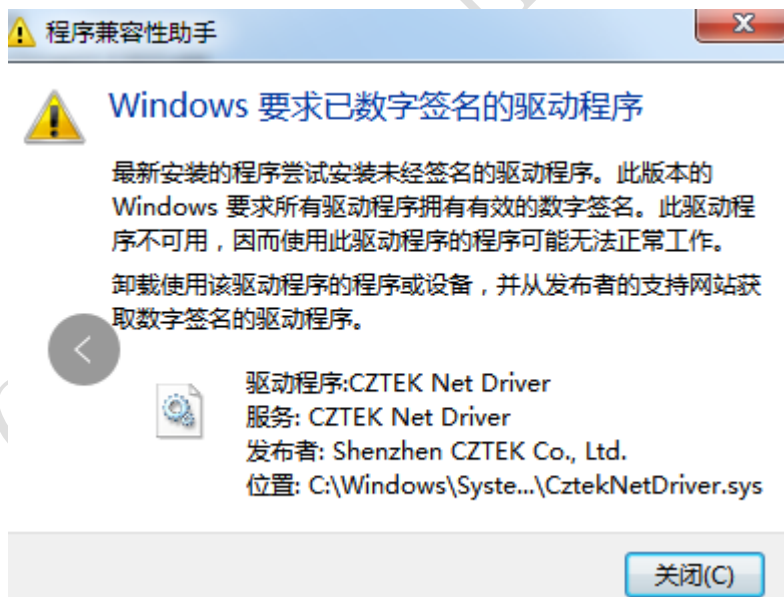 程序兼容性助手
Windows 要求已数字签名的驱动程序
最新安装的程序尝试安装未经签名的驱动程序。此版本的
Windows 要求所有驱动程序拥有有效的数字签名。此驱动程
序不可用，因而使用此驱动程序的程序可能无法正常工作。
卸载使用该驱动程序的程序或设备，并从发布者的支持网站获
取数字签名的驱动程序。
驱动程序:CZTEK Net Driver
服务: CZTEK Net Driver
发布者: Shenzhen CZTEK Co., Ltd.
位置: C:\Windows\Syste...\CztekNetDriver.sys
关闭(C)